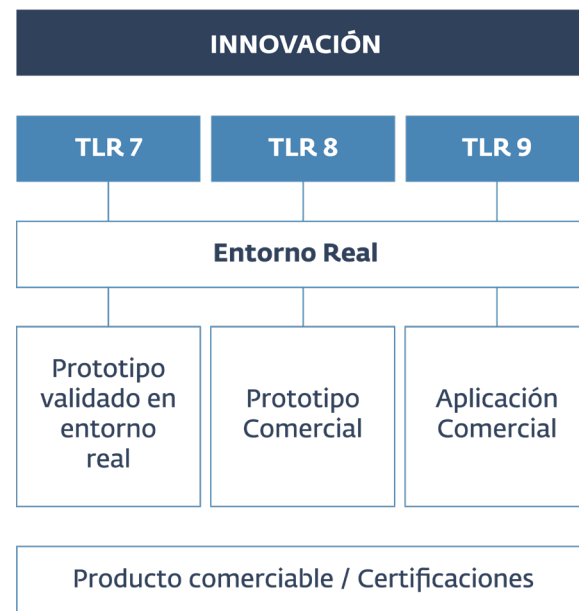 INNOVACIÓN
TLR 7
TLR 8
TLR 9
Entorno Real
Prototipo
validado en
entorno
real
Prototipo
Comercial
Aplicación
Comercial
Producto comerciable / Certificaciones